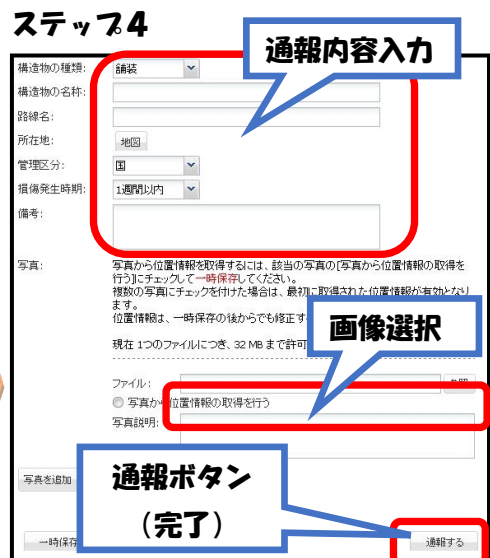 ステップ4
通報内容入力
構造物の種類: 舗装
構造物の名称:
路線名:
所在地: 地図
管理区分: 国
損傷発生時期: 1週間以内
備考:
写真: 写真から位置情報を取得するには、該当の写真の[写真から位置情報の取得を
行う]にチェックして一時保存してください。
複数の写真にチェックを付けた場合は、最初に取得された位置情報が有効となり
ます。
位置情報は、一時保存の後からでも修正す
画像選択
現在 1つのファイルにつき、32 MB まで許可
ファイル:
写真から位置情報の取得を行う
写真説明:
写真を追加
通報ボタン
(完了)
一時保存
通報する